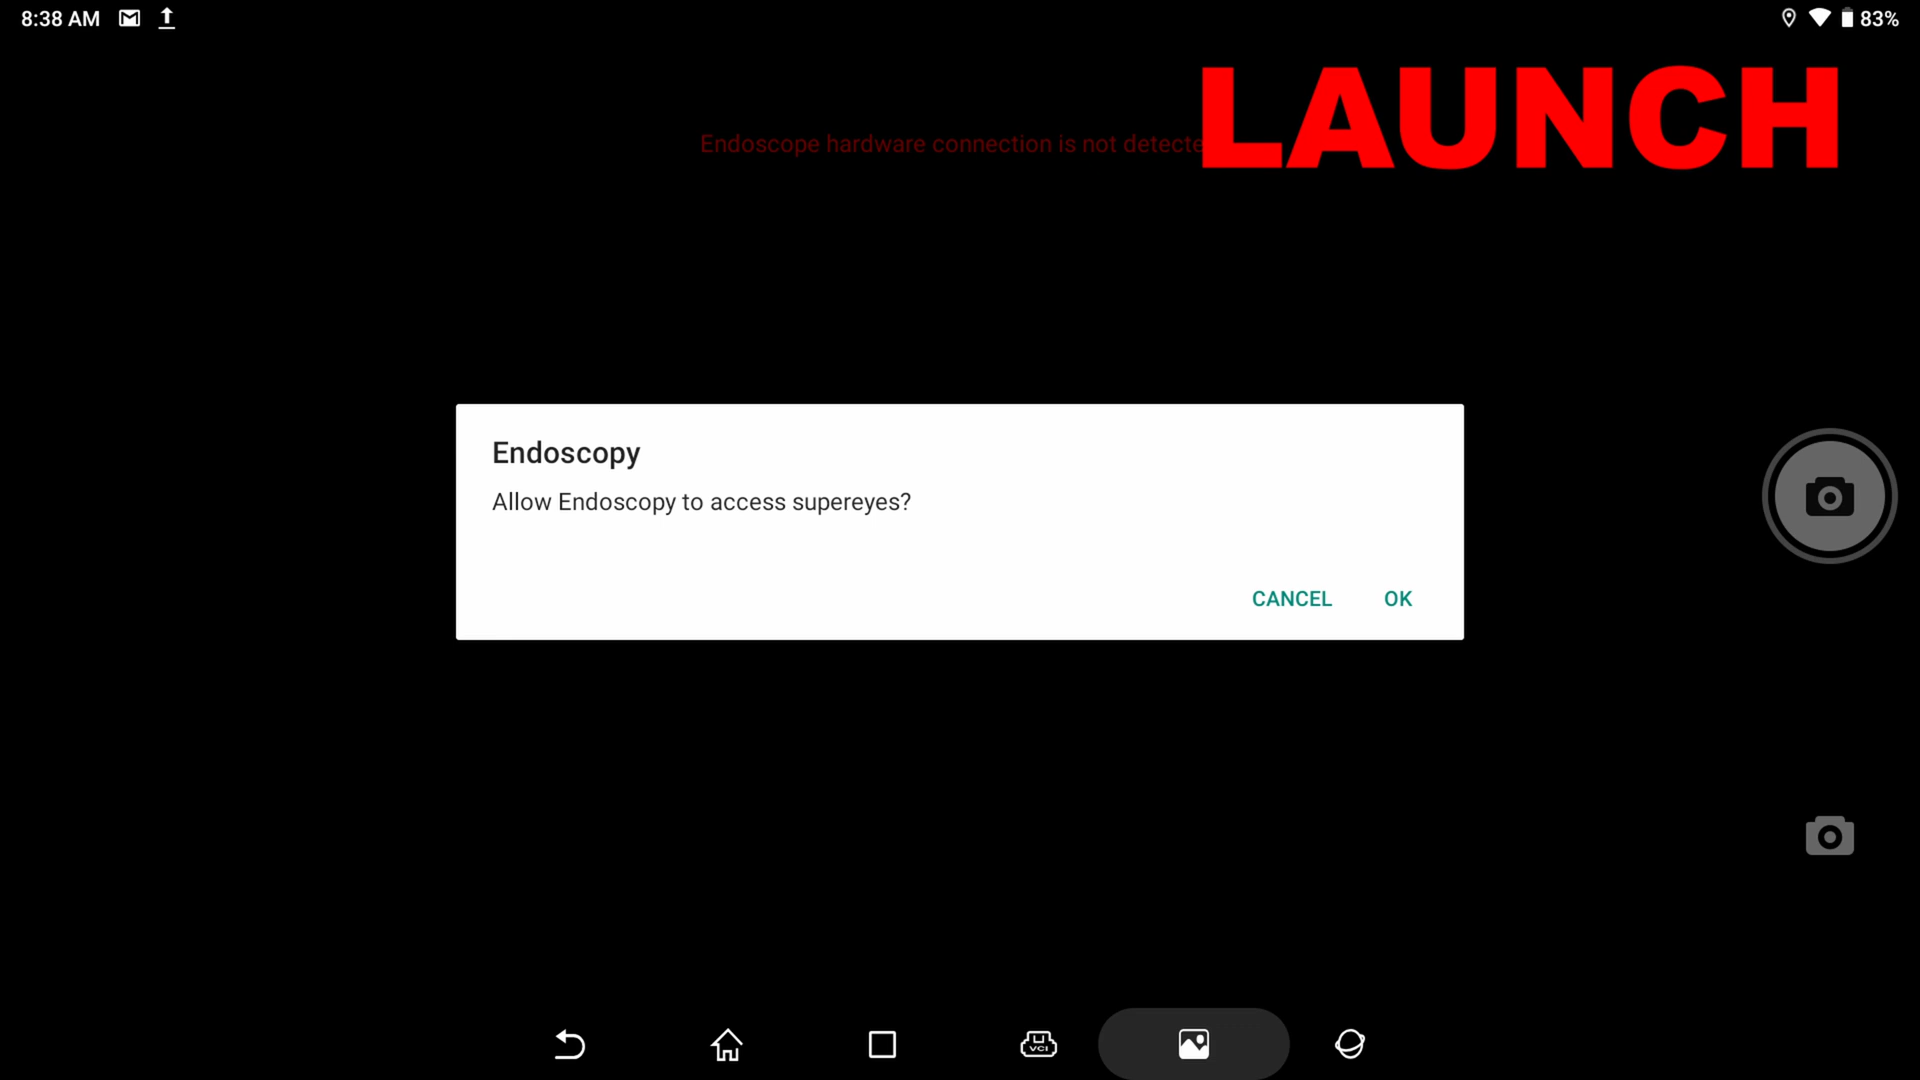 8:38 AM
83%
LAUNCH
Endoscope hardware connection is not detecte
Endoscopy
Allow Endoscopy to access supereyes?
CANCEL OK
VCI